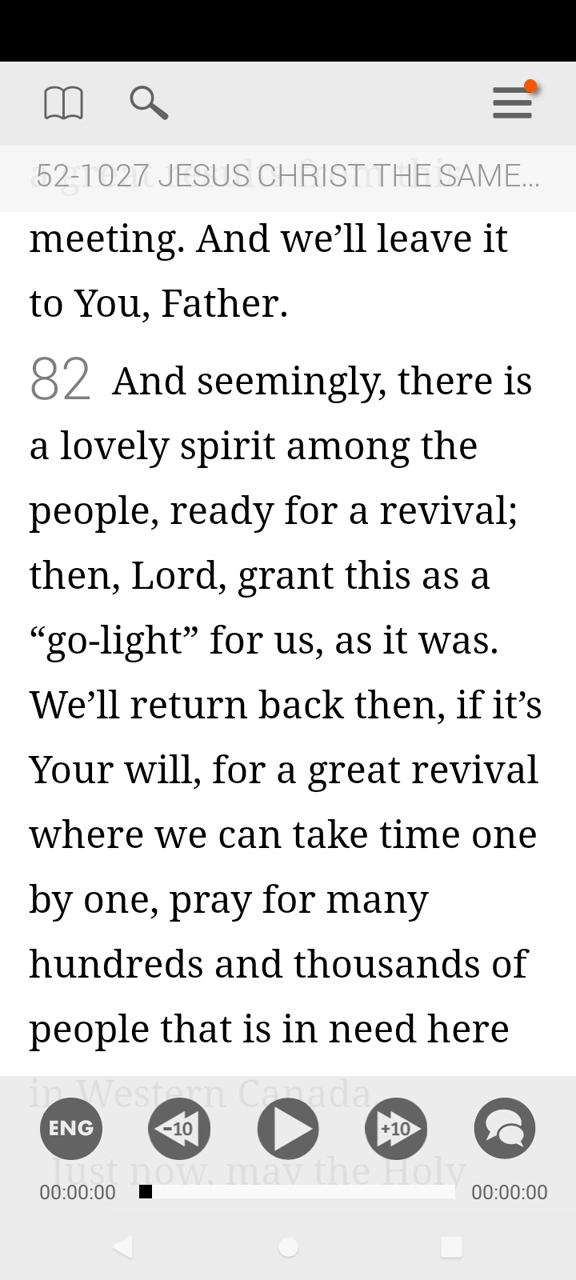 52-1027 JESUS CHRIST THE SAME...
meeting. And we’ll leave it
to You, Father.
82 And seemingly, there is
a lovely spirit among the
people, ready for a revival;
then, Lord, grant this as a
“go-light” for us, as it was.
We’ll return back then, if it’s
Your will, for a great revival
where we can take time one
by one, pray for many
hundreds and thousands of
people that is in need here
in Western Canada.
Just now, may the Holy
ENG -10 +10
00:00:00 00:00:00